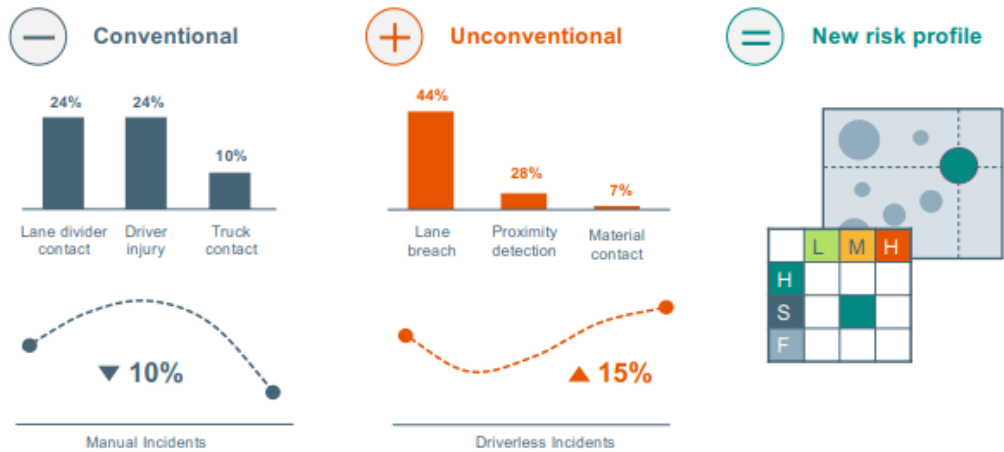 Conventional
24%
24%
10%
Lane divider
contact
Driver
injury
Truck
contact
▼ 10%
Manual Incidents
Unconventional
44%
28%
7%
Lane
breach
Proximity
detection
Material
contact
▲ 15%
Driverless Incidents
New risk profile
L M H
H
S
F